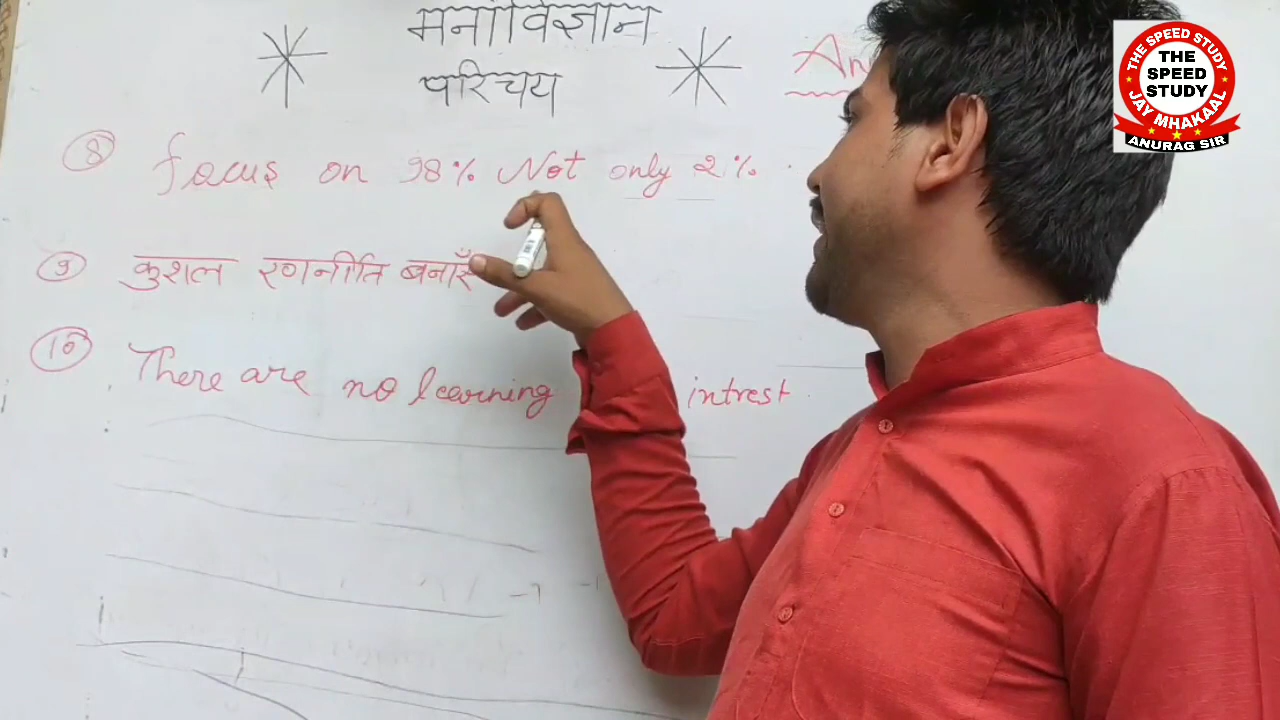 मनोविज्ञान
परिचय
An
8 focus on 98% Not only 2%.
9 कुशल रणनीति बनाएँ
10 There are no learning intrest.
THE SPEED STUDY
THE
SPEED
STUDY
JAY MHAKAAL
ANURAG SIR